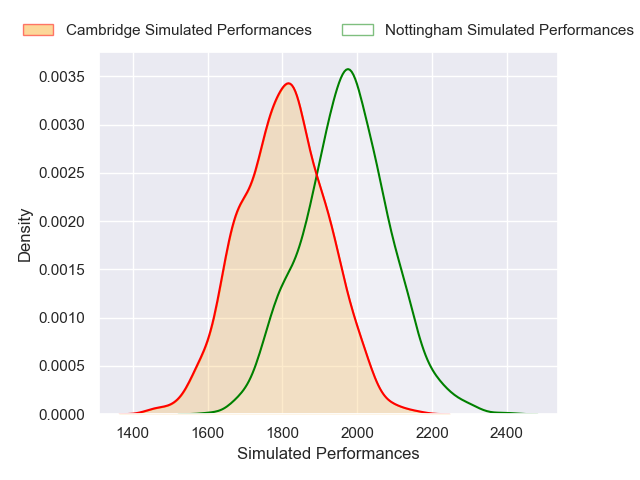 Cambridge Simulated Performances Nottingham Simulated Performances
0.0035
0.0030
0.0025
0.0020
0.0015
0.0010
0.0005
0.0000
Density
1400 1600 1800 2000 2200 2400
Simulated Performances